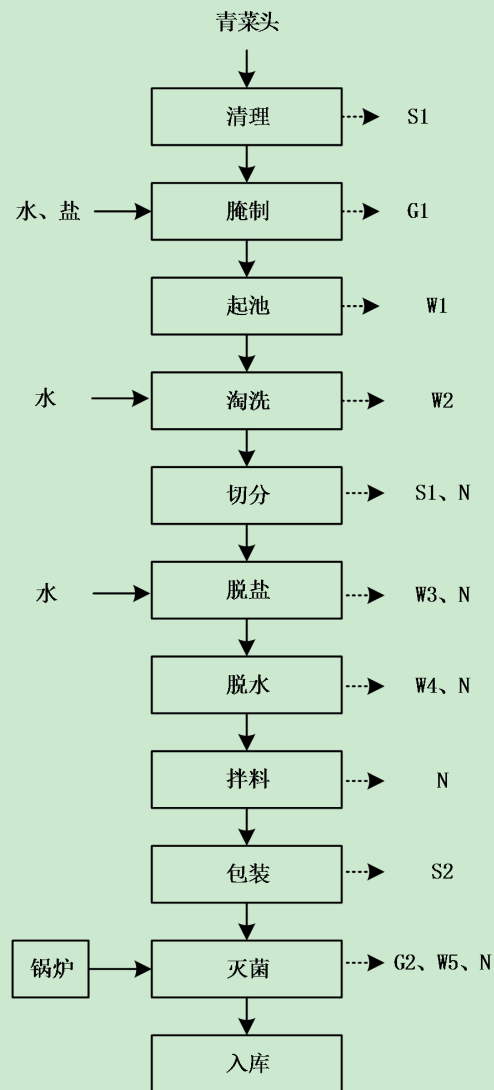 青菜头
清理
S1
水、盐
腌制
G1
起池
W1
水
淘洗
W2
切分
S1、N
水
脱盐
W3、N
脱水
W4、N
拌料
N
包装
S2
锅炉
灭菌
G2、W5、N
入库